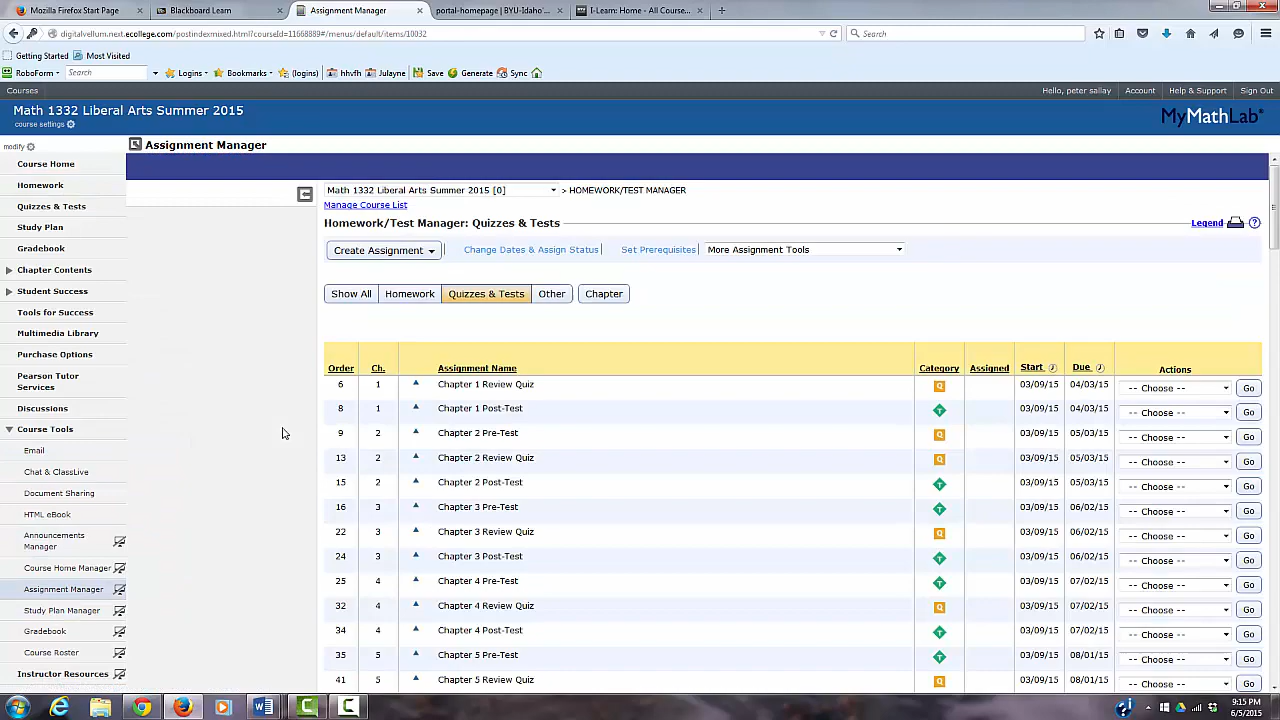 Mozilla Firefox Start Page
Blackboard Learn
Assignment Manager
portal-homepage | BYU-Idaho'...
I-Learn: Home - All Course...
digitalvellum.next.ecollege.com/postindexmixed.html?courseId=11668889#/menus/default/items/10032
Search
Getting Started Most Visited
RoboForm Search Logins Bookmarks (logins) hhvfh Julayne Save Generate Sync
Courses Hello, peter sallay Account Help & Support Sign Out
Math 1332 Liberal Arts Summer 2015
course settings
MyMathLab®
modify
Assignment Manager
Course Home
Homework
Quizzes & Tests
Study Plan
Gradebook
Chapter Contents
Student Success
Tools for Success
Multimedia Library
Purchase Options
Pearson Tutor
Services
Discussions
Course Tools
Email
Chat & ClassLive
Document Sharing
HTML eBook
Announcements
Manager
Course Home Manager
Assignment Manager
Study Plan Manager
Gradebook
Course Roster
Instructor Resources
Math 1332 Liberal Arts Summer 2015 [0] > HOMEWORK/TEST MANAGER
Manage Course List
Homework/Test Manager: Quizzes & Tests
Legend ?
Create Assignment | Change Dates & Assign Status | Set Prerequisites | More Assignment Tools
Show All Homework Quizzes & Tests Other Chapter
Order Ch. Assignment Name Category Assigned Start Due Actions
6 1 Chapter 1 Review Quiz Q 03/09/15 04/03/15 -- Choose -- Go
8 1 Chapter 1 Post-Test T 03/09/15 04/03/15 -- Choose -- Go
9 2 Chapter 2 Pre-Test Q 03/09/15 05/03/15 -- Choose -- Go
13 2 Chapter 2 Review Quiz Q 03/09/15 05/03/15 -- Choose -- Go
15 2 Chapter 2 Post-Test T 03/09/15 05/03/15 -- Choose -- Go
16 3 Chapter 3 Pre-Test T 03/09/15 06/02/15 -- Choose -- Go
22 3 Chapter 3 Review Quiz Q 03/09/15 06/02/15 -- Choose -- Go
24 3 Chapter 3 Post-Test T 03/09/15 06/02/15 -- Choose -- Go
25 4 Chapter 4 Pre-Test T 03/09/15 07/02/15 -- Choose -- Go
32 4 Chapter 4 Review Quiz Q 03/09/15 07/02/15 -- Choose -- Go
34 4 Chapter 4 Post-Test T 03/09/15 07/02/15 -- Choose -- Go
35 5 Chapter 5 Pre-Test T 03/09/15 08/01/15 -- Choose -- Go
41 5 Chapter 5 Review Quiz Q 03/09/15 08/01/15 -- Choose -- Go
9:15 PM
6/5/2015